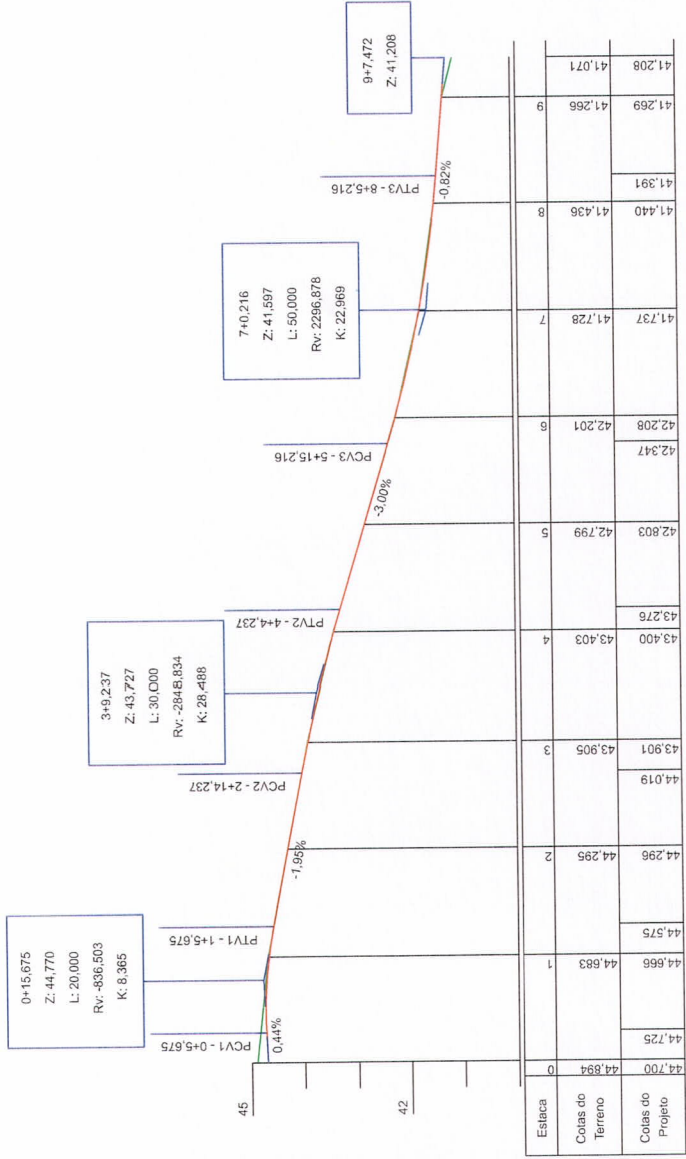 0+15,675
Z: 44,770
L: 20,000
Rv: -836,503
K: 8,365
3+9,237
Z: 43,727
L: 30,000
Rv: -2848,834
K: 28,488
7+0,216
Z: 41,597
L: 50,000
Rv: 2296,878
K: 22,969
9+7,472
Z: 41,208
PCV1 - 0+5,675
PTV1 - 1+5,675
PCV2 - 2+14,237
PTV2 - 4+4,237
PCV3 - 5+15,216
PTV3 - 8+5,216
45
42
0,44%
-1,95%
-3,00%
-0,82%
Estaca
0 1 2 3 4 5 6 7 8 9
Cotas do
Terreno
44,894 44,683 44,295 43,905 43,403 42,799 42,201 41,728 41,436 41,266 41,071
Cotas do
Projeto
44,700 44,725 44,666 44,575 44,296 44,019 43,901 43,400 43,276 42,803 42,347 42,208 41,737 41,440 41,391 41,269 41,208